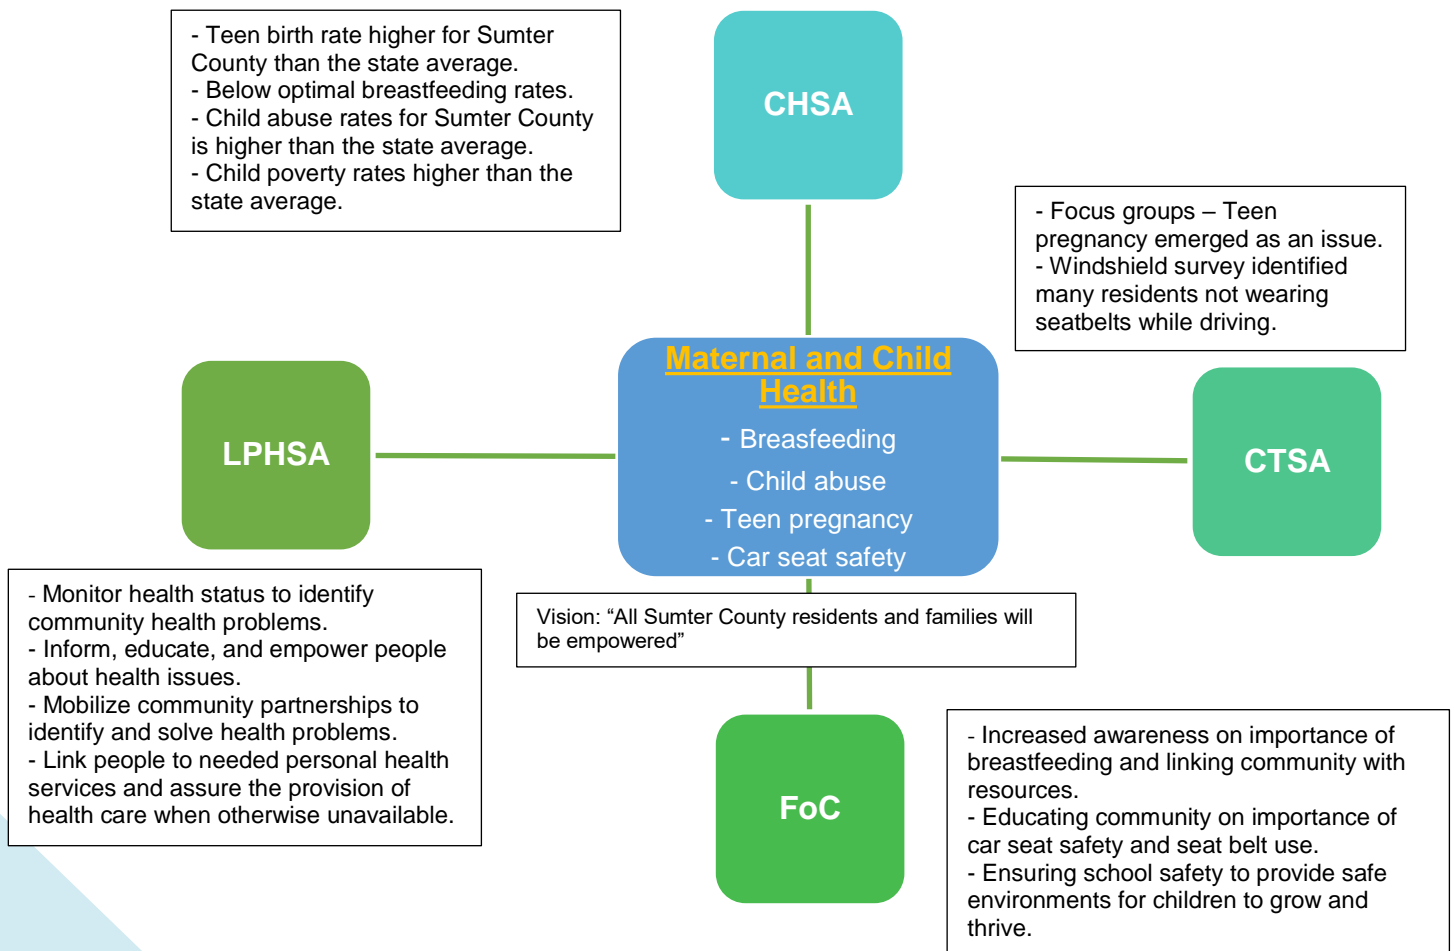 - Teen birth rate higher for Sumter
County than the state average.
- Below optimal breastfeeding rates.
- Child abuse rates for Sumter County
is higher than the state average.
- Child poverty rates higher than the
state average.
CHSA
- Focus groups – Teen
pregnancy emerged as an issue.
- Windshield survey identified
many residents not wearing
seatbelts while driving.
Maternal and Child
Health
- Breasfeeding
- Child abuse
- Teen pregnancy
- Car seat safety
LPHSA
CTSA
- Monitor health status to identify
community health problems.
- Inform, educate, and empower people
about health issues.
- Mobilize community partnerships to
identify and solve health problems.
- Link people to needed personal health
services and assure the provision of
health care when otherwise unavailable.
Vision: “All Sumter County residents and families will
be empowered”
FoC
- Increased awareness on importance of
breastfeeding and linking community with
resources.
- Educating community on importance of
car seat safety and seat belt use.
- Ensuring school safety to provide safe
environments for children to grow and
thrive.